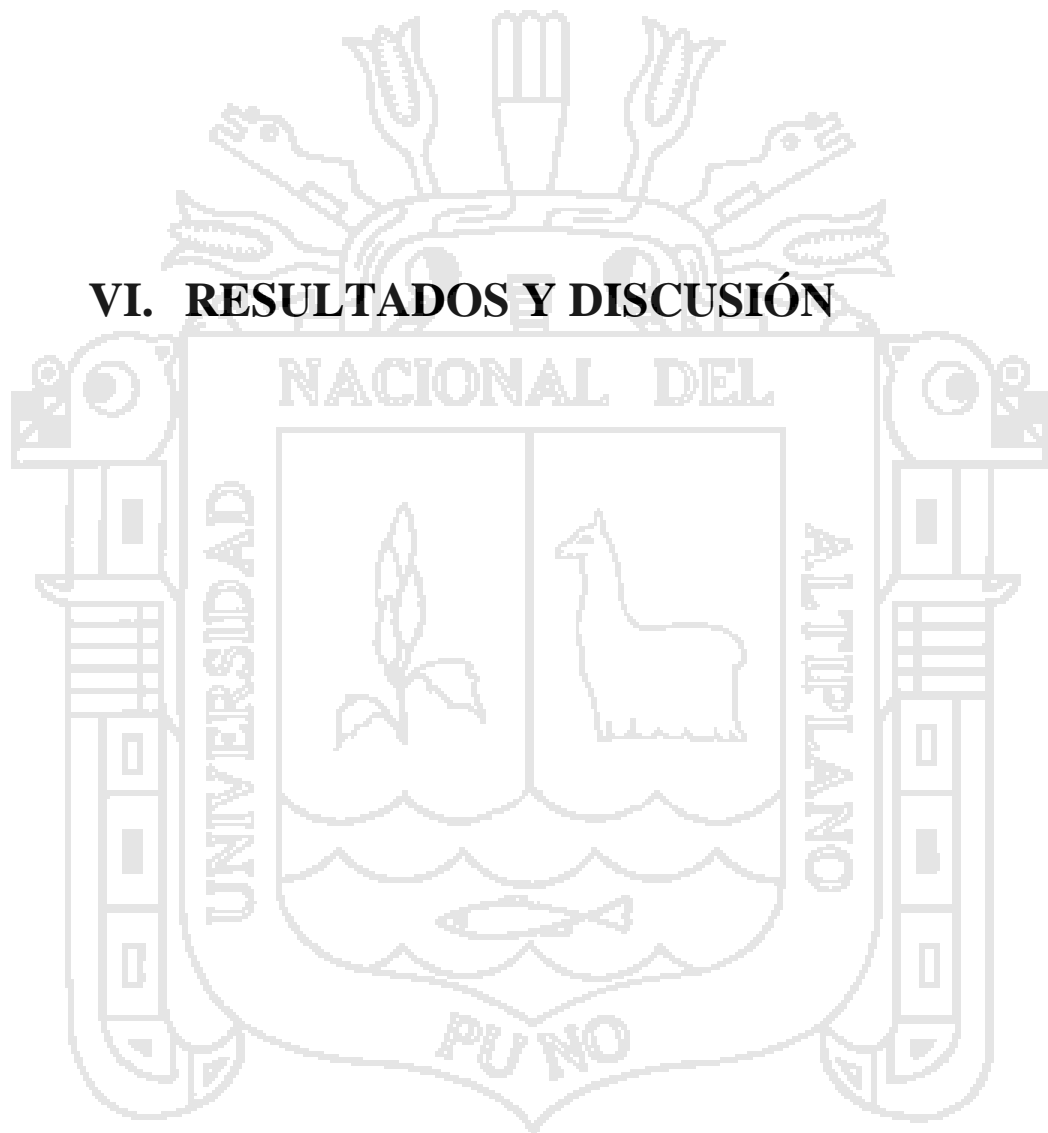 VI. RESULTADOS Y DISCUSIÓN
NACIONAL DEL
UNIVERSIDAD
ALTIPLANO
PUNO